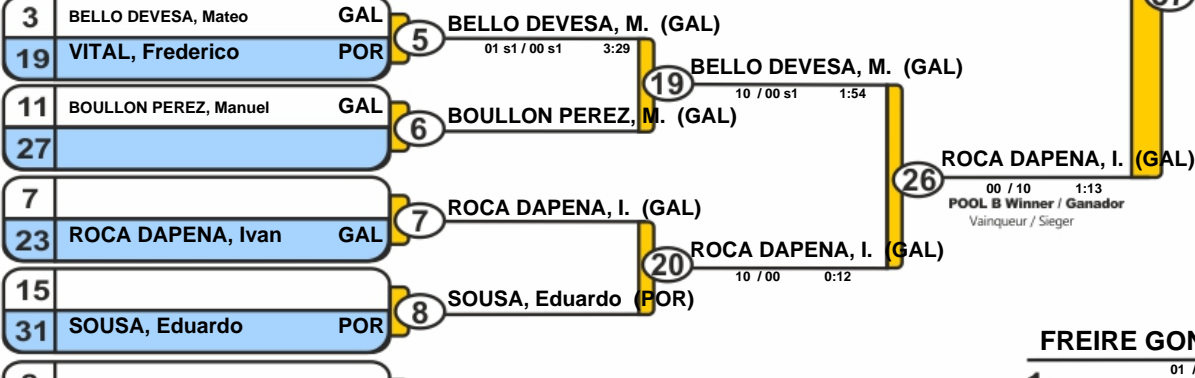 3 BELLO DEVESA, Mateo GAL
19 VITAL, Frederico POR
5
BELLO DEVESA, M. (GAL)
01 s1 / 00 s1 3:29
11 BOULLON PEREZ, Manuel GAL
27
6
BOULLON PEREZ, M. (GAL)
19
BELLO DEVESA, M. (GAL)
10 / 00 s1 1:54
7
23 ROCA DAPENA, Ivan GAL
7
ROCA DAPENA, I. (GAL)
15
31 SOUSA, Eduardo POR
8
SOUSA, Eduardo (POR)
20
ROCA DAPENA, I. (GAL)
10 / 00 0:12
26
ROCA DAPENA, I. (GAL)
00 / 10 1:13
POOL B Winner / Ganador
Vainqueur / Sieger
FREIRE GON
01 /